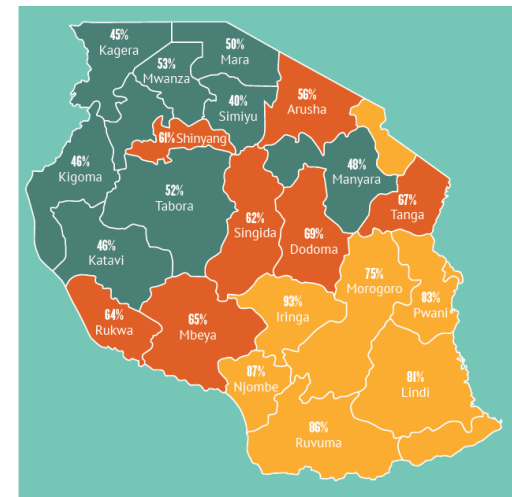 45%
Kagera
50%
Mara
53%
Mwanza
40%
Simiyu
56%
Arusha
61% Shinyang
46%
Kigoma
48%
Manyara
52%
Tabora
67%
Tanga
62%
Singida
69%
Dodoma
46%
Katavi
75%
Morogoro
83%
Pwani
93%
Iringa
64%
Rukwa
65%
Mbeya
87%
Njombe
81%
Lindi
86%
Ruvuma